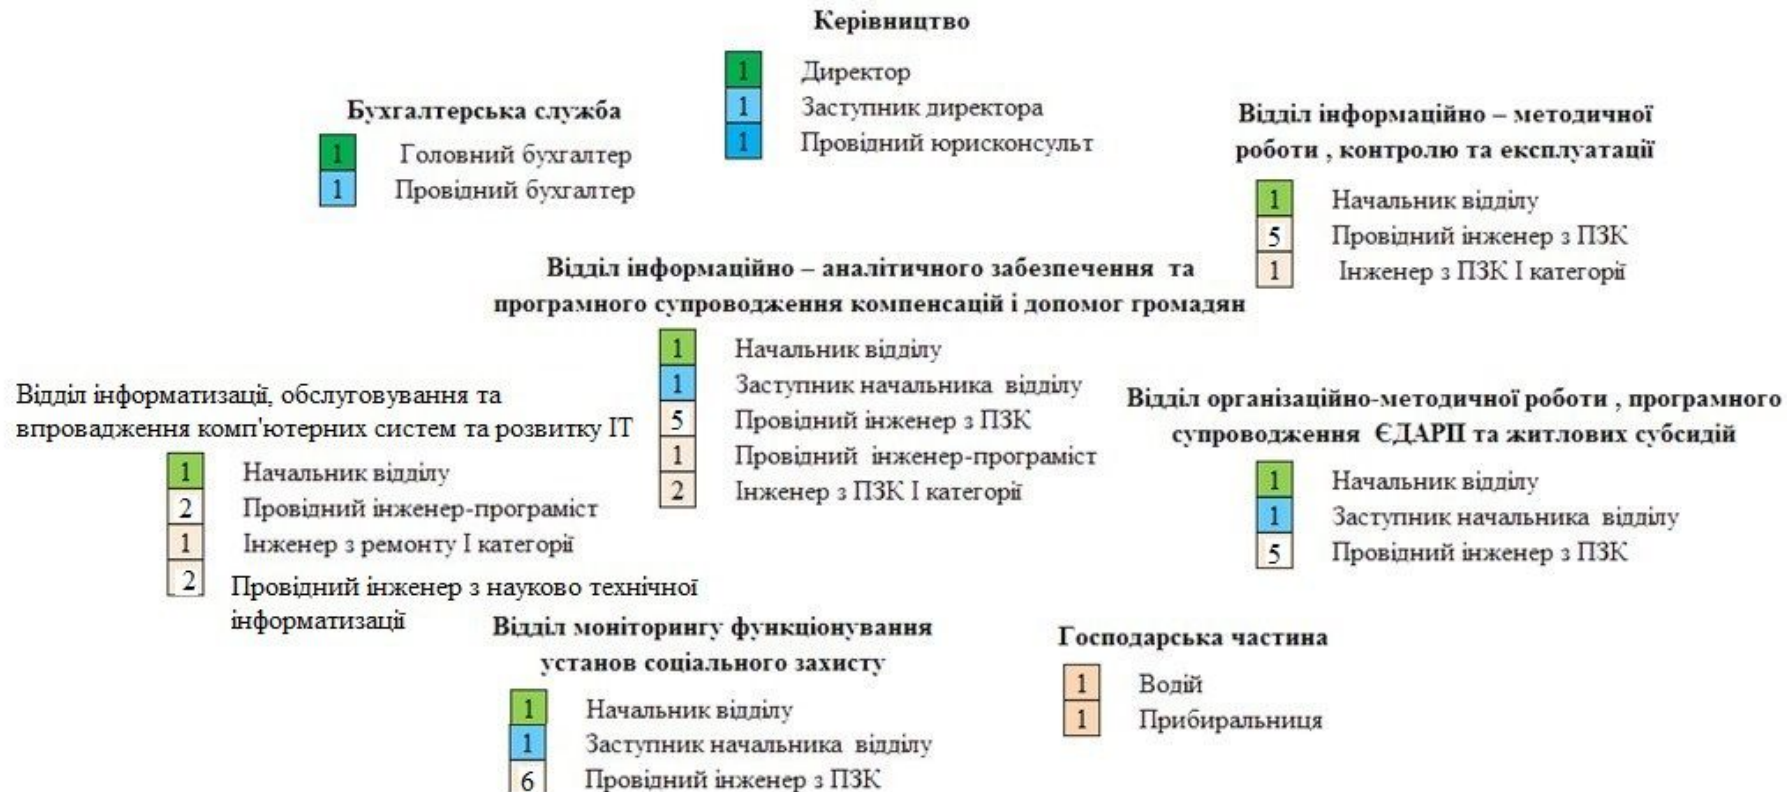 Керівництво
1 Директор
1 Заступник директора
1 Провідний юрисконсульт
Бухгалтерська служба
1 Головний бухгалтер
1 Провідний бухгалтер
Відділ інформаційно – методичної
роботи , контролю та експлуатації
1 Начальник відділу
5 Провідний інженер з ПЗК
1 Інженер з ПЗК І категорії
Відділ інформаційно – аналітичного забезпечення та
програмного супроводження компенсацій і допомог громадян
1 Начальник відділу
1 Заступник начальника відділу
5 Провідний інженер з ПЗК
1 Провідний інженер-програміст
2 Інженер з ПЗК І категорії
Відділ інформатизації, обслуговування та
впровадження комп'ютерних систем та розвитку ІТ
1 Начальник відділу
2 Провідний інженер-програміст
1 Інженер з ремонту І категорії
2 Провідний інженер з науково технічної
інформатизації
Відділ організаційно-методичної роботи , програмного
супроводження ЄДАРП та житлових субсидій
1 Начальник відділу
1 Заступник начальника відділу
5 Провідний інженер з ПЗК
Відділ моніторингу функціонування
установ соціального захисту
1 Начальник відділу
1 Заступник начальника відділу
6 Провідний інженер з ПЗК
Господарська частина
1 Водій
1 Прибиральниця